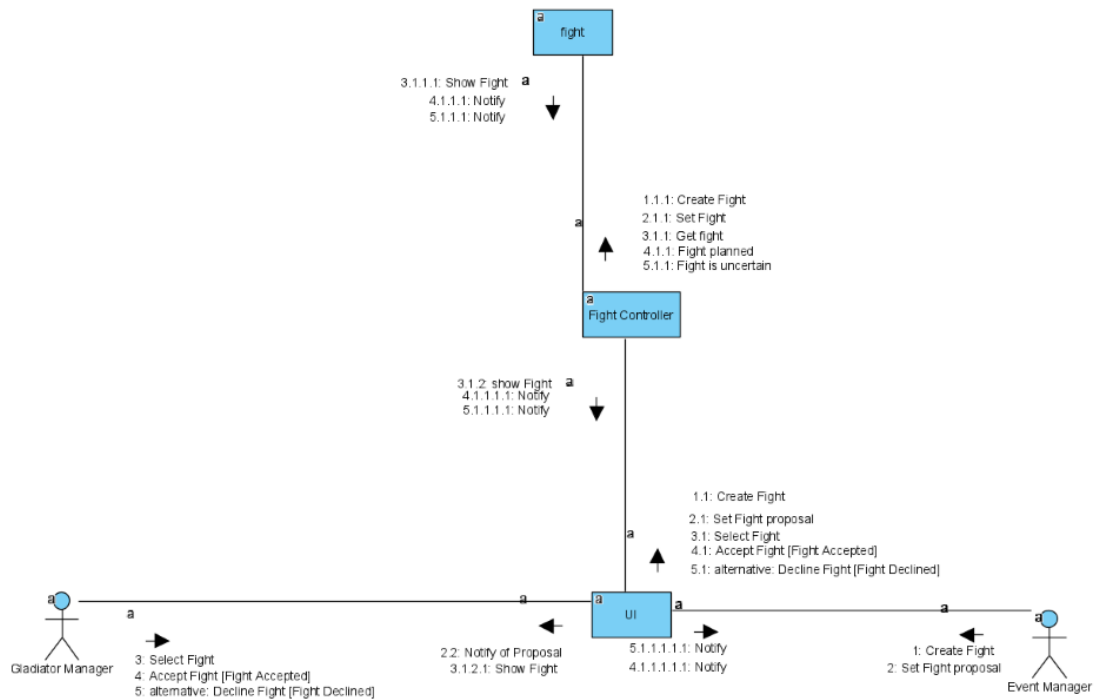 a
fight
3.1.1.1: Show Fight a
4.1.1.1: Notify
5.1.1.1: Notify
1.1.1: Create Fight
a
2.1.1: Set Fight
3.1.1: Get fight
4.1.1: Fight planned
5.1.1: Fight is uncertain
a
Fight Controller
3.1.2: show Fight a
4.1.1.1.1: Notify
5.1.1.1.1: Notify
1.1: Create Fight
2.1: Set Fight proposal
a
3.1: Select Fight
4.1: Accept Fight [Fight Accepted]
5.1: alternative: Decline Fight [Fight Declined]
a
a
a
a
a
a
a
a
UI
Gladiator Manager
3: Select Fight
4: Accept Fight [Fight Accepted]
5: alternative: Decline Fight [Fight Declined]
2.2: Notify of Proposal
3.1.2.1: Show Fight
5.1.1.1.1.1: Notify
4.1.1.1.1.1: Notify
1: Create Fight
2: Set Fight proposal
Event Manager